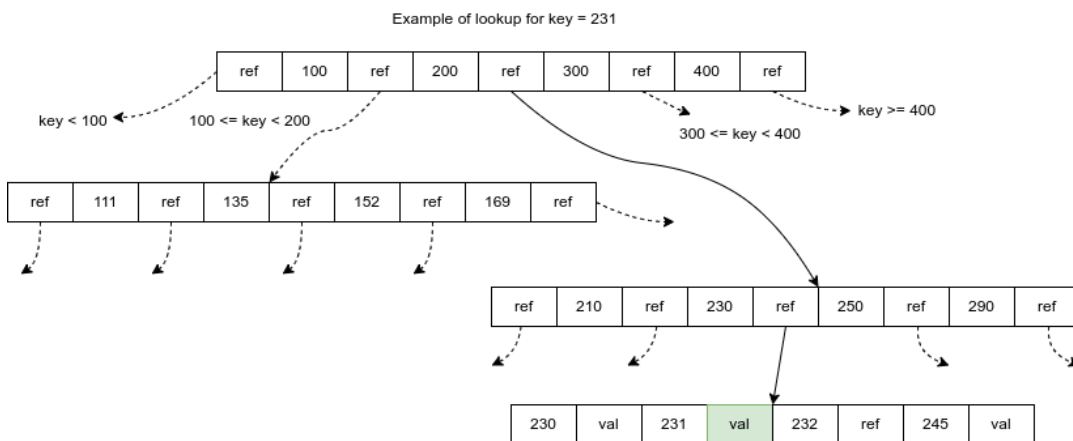 Example of lookup for key = 231
ref 100 ref 200 ref 300 ref 400 ref
key < 100
100 <= key < 200
300 <= key < 400
key >= 400
ref 111 ref 135 ref 152 ref 169 ref
ref 210 ref 230 ref 250 ref 290 ref
230 val 231 val 232 ref 245 val